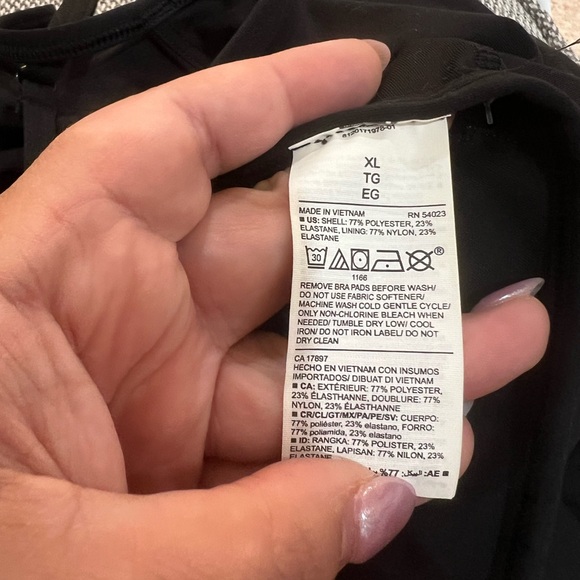 XL
TG
EG
MADE IN VIETNAM RN 54023
■ US: SHELL: 77% POLYESTER, 23%
ELASTANE, LINING: 77% NYLON, 23%
ELASTANE
30 ®
1166
REMOVE BRA PADS BEFORE WASH/
DO NOT USE FABRIC SOFTENER/
MACHINE WASH COLD GENTLE CYCLE/
ONLY NON-CHLORINE BLEACH WHEN
NEEDED/ TUMBLE DRY LOW/ COOL
IRON/ DO NOT IRON LABEL/ DO NOT
DRY CLEAN
CA 17897
HECHO EN VIETNAM CON INSUMOS
IMPORTADOS/ DIBUAT DI VIETNAM
■ CA: EXTÉRIEUR: 77% POLYESTER,
23% ÉLASTHANNE, DOUBLURE: 77%
NYLON, 23% ÉLASTHANNE
■ CR/CL/GT/MX/PA/PE/SV: CUERPO:
77% poliéster, 23% elastano, FORRO:
77% poliamida, 23% elastano
■ ID: RANGKA: 77% POLISTER, 23%
ELASTANE, LAPISAN: 77% NILON, 23%
ELASTANE
■ AE: الهيكل: 77%